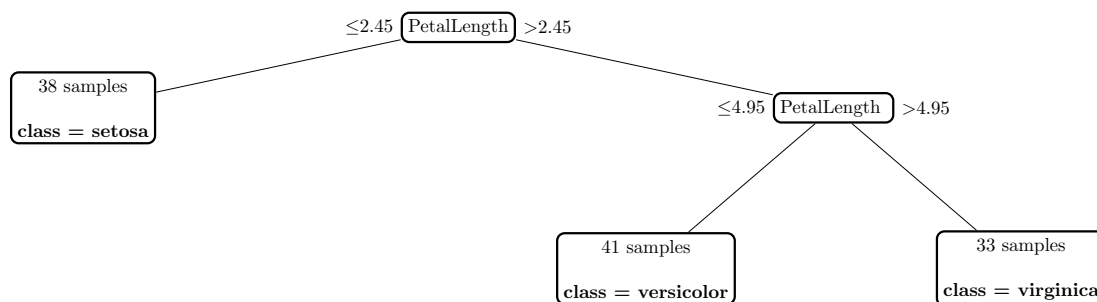 ≤2.45 PetalLength >2.45
38 samples
class = setosa
≤4.95 PetalLength >4.95
41 samples
class = versicolor
33 samples
class = virginica